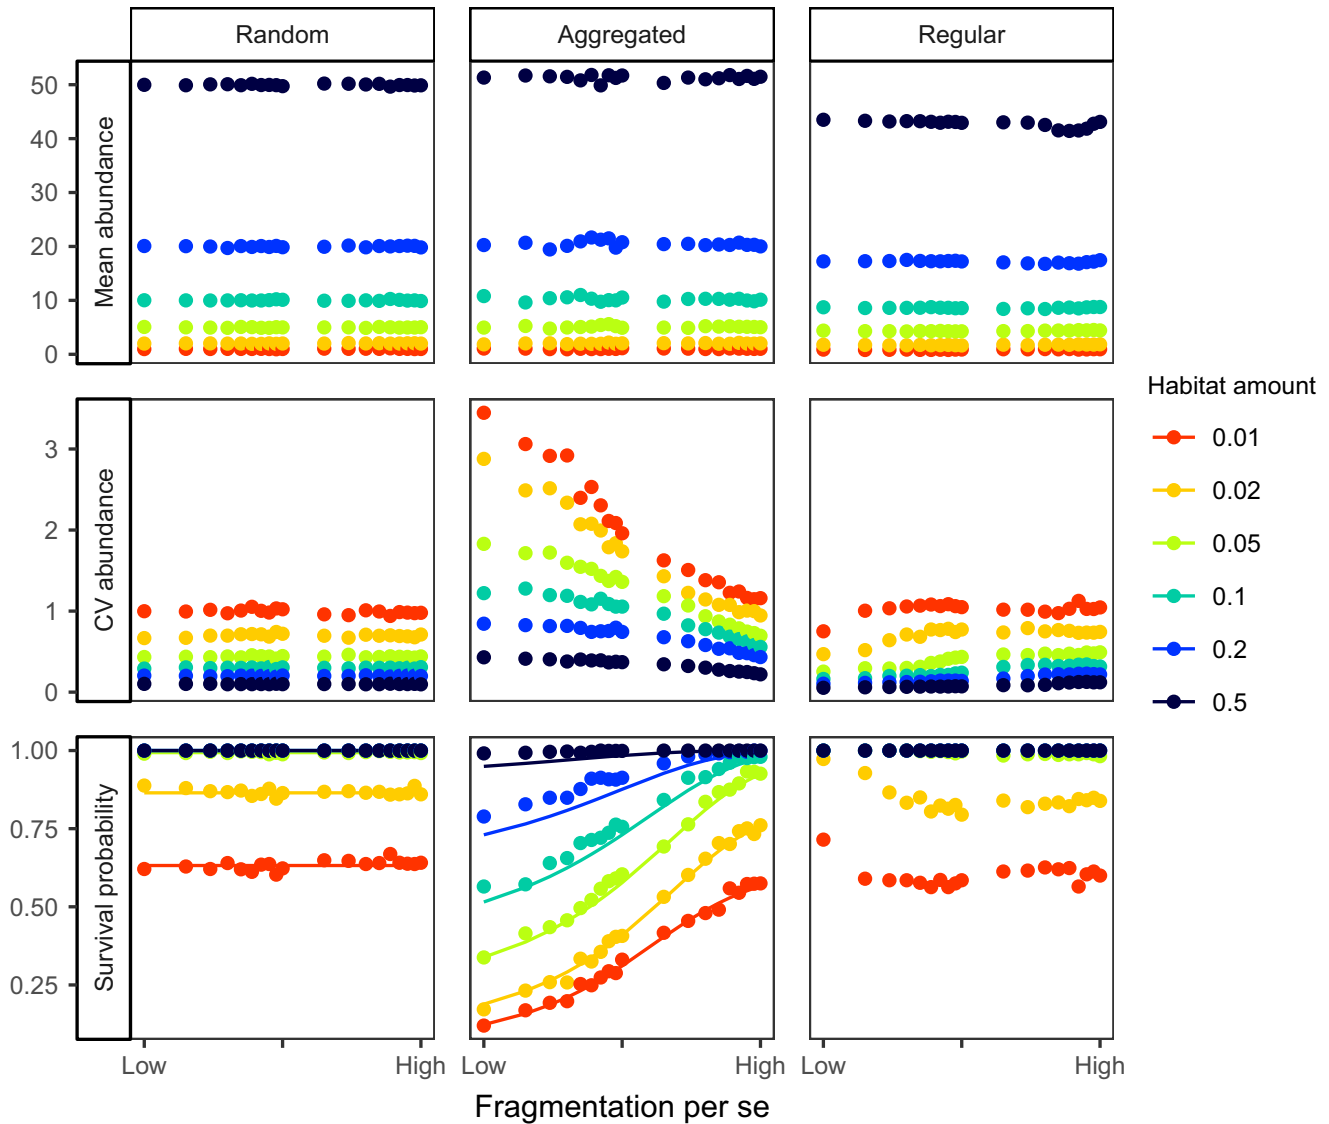 Random Aggregated Regular
Mean abundance
50
40
30
20
10
0
CV abundance
3
2
1
0
Survival probability
1.00
0.75
0.50
0.25
Low High Low High Low High
Fragmentation per se
Habitat amount
0.01
0.02
0.05
0.1
0.2
0.5